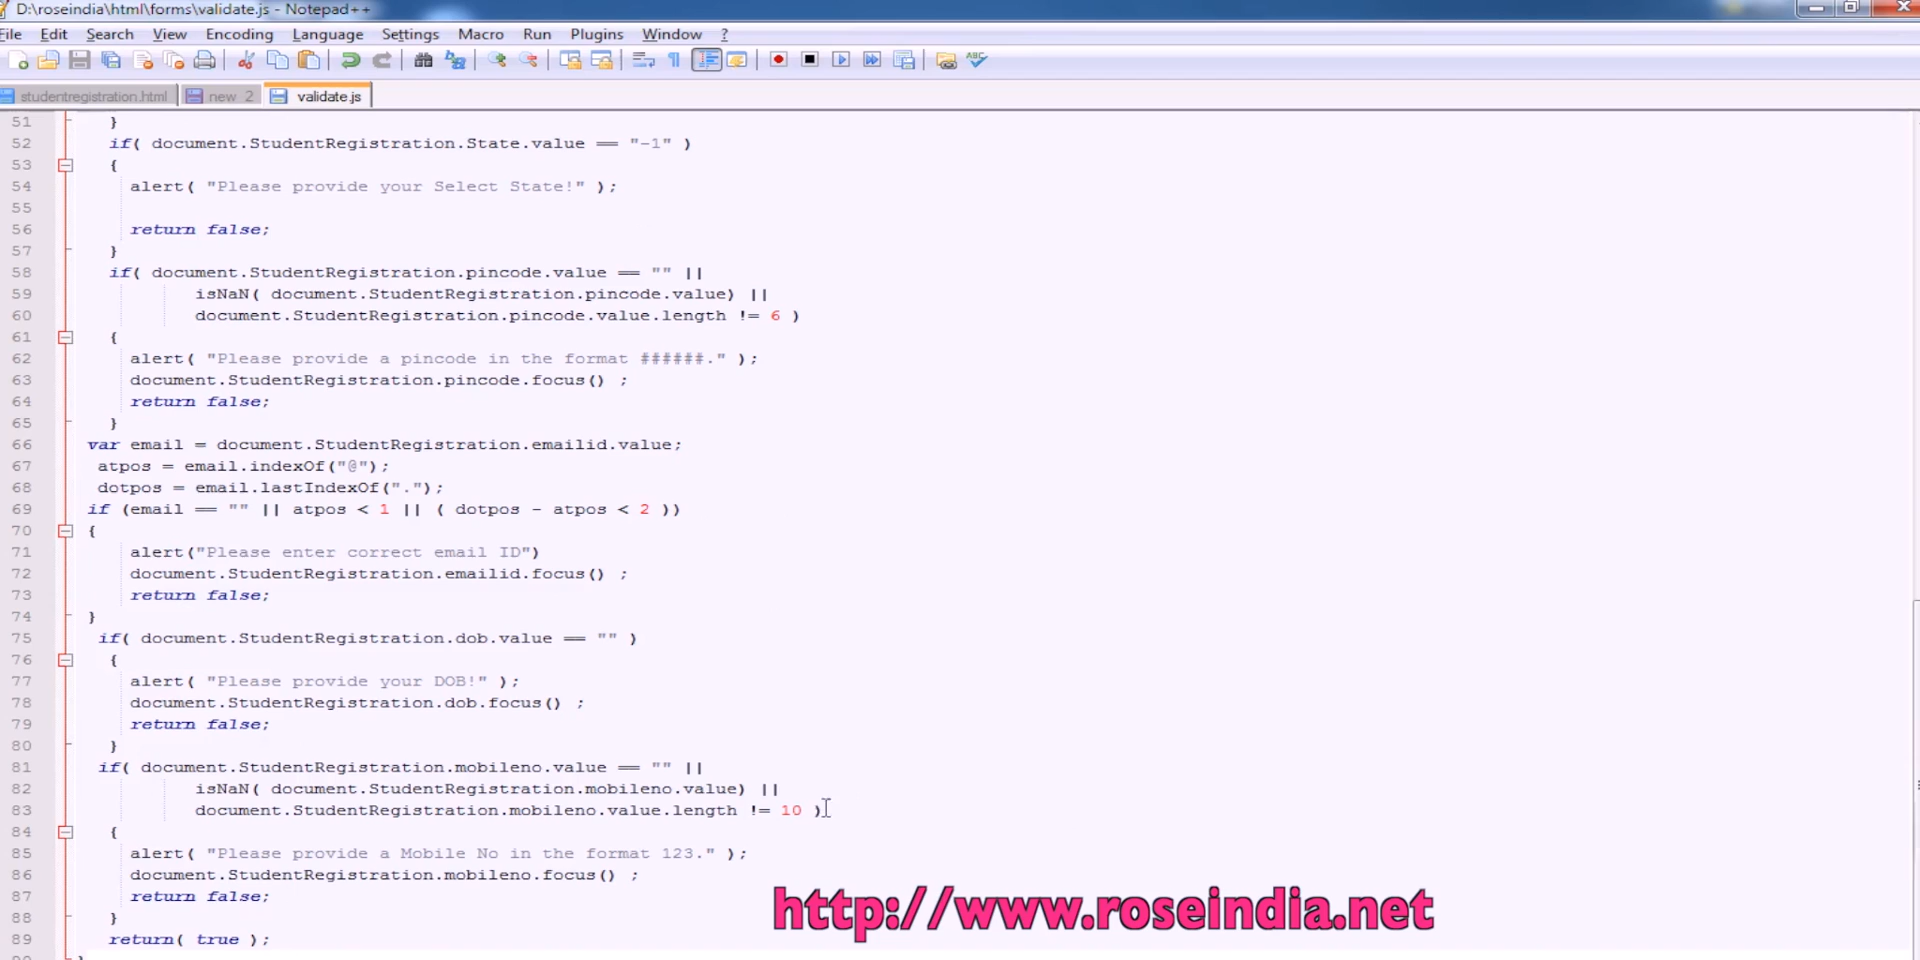 D:\roseindia\html\forms\validate.js - Notepad++
File Edit Search View Encoding Language Settings Macro Run Plugins Window ?
studentregistration.html new 2 validate.js
51 }
52 if( document.StudentRegistration.State.value == "-1" )
53 {
54 alert( "Please provide your Select State!" );
55
56 return false;
57 }
58 if( document.StudentRegistration.pincode.value == "" ||
59 isNaN( document.StudentRegistration.pincode.value) ||
60 document.StudentRegistration.pincode.value.length != 6 )
61 {
62 alert( "Please provide a pincode in the format ######." );
63 document.StudentRegistration.pincode.focus() ;
64 return false;
65 }
66 var email = document.StudentRegistration.emailid.value;
67 atpos = email.indexOf("@");
68 dotpos = email.lastIndexOf(".");
69 if (email == "" || atpos < 1 || ( dotpos - atpos < 2 ))
70 {
71 alert("Please enter correct email ID")
72 document.StudentRegistration.emailid.focus() ;
73 return false;
74 }
75 if( document.StudentRegistration.dob.value == "" )
76 {
77 alert( "Please provide your DOB!" );
78 document.StudentRegistration.dob.focus() ;
79 return false;
80 }
81 if( document.StudentRegistration.mobileno.value == "" ||
82 isNaN( document.StudentRegistration.mobileno.value) ||
83 document.StudentRegistration.mobileno.value.length != 10 )
84 {
85 alert( "Please provide a Mobile No in the format 123." );
86 document.StudentRegistration.mobileno.focus() ;
87 return false;
88 }
89 return( true );
http://www.roseindia.net